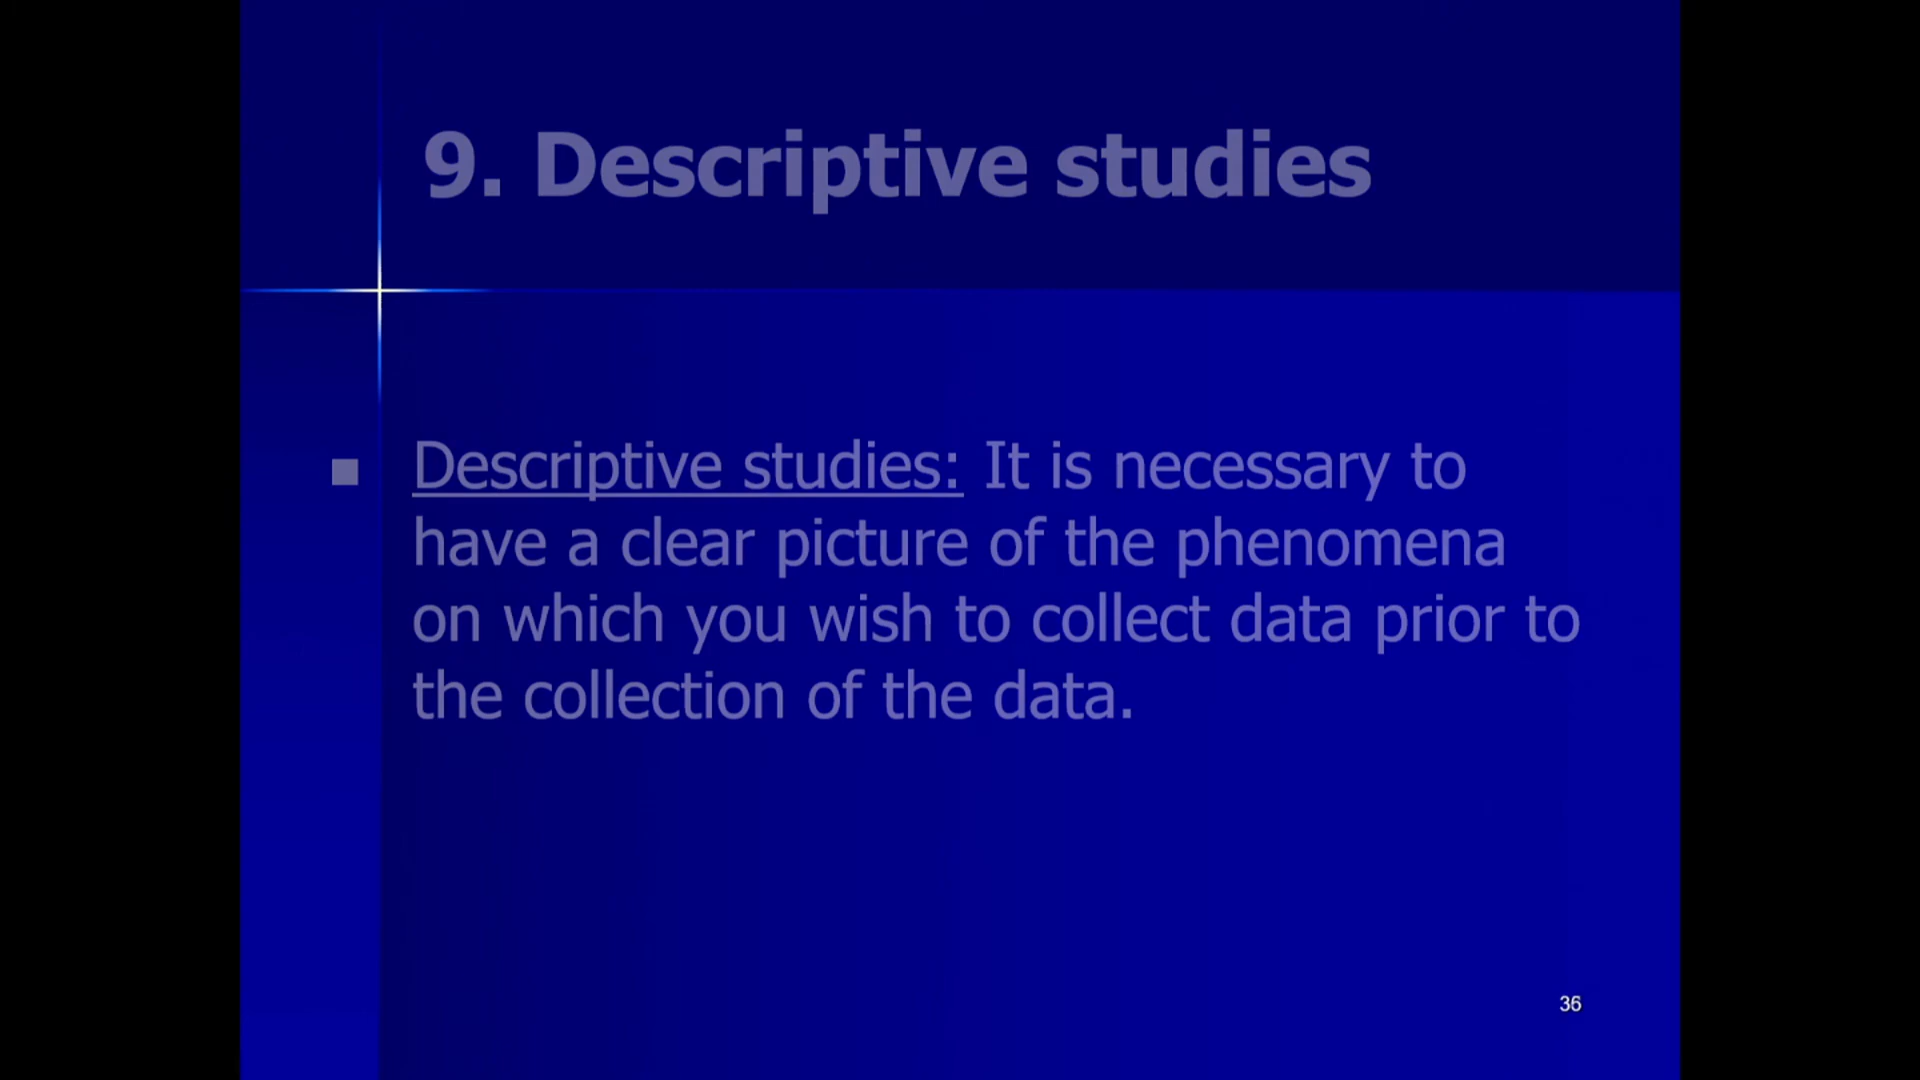 9. Descriptive studies
■ Descriptive studies: It is necessary to
have a clear picture of the phenomena
on which you wish to collect data prior to
the collection of the data.
36